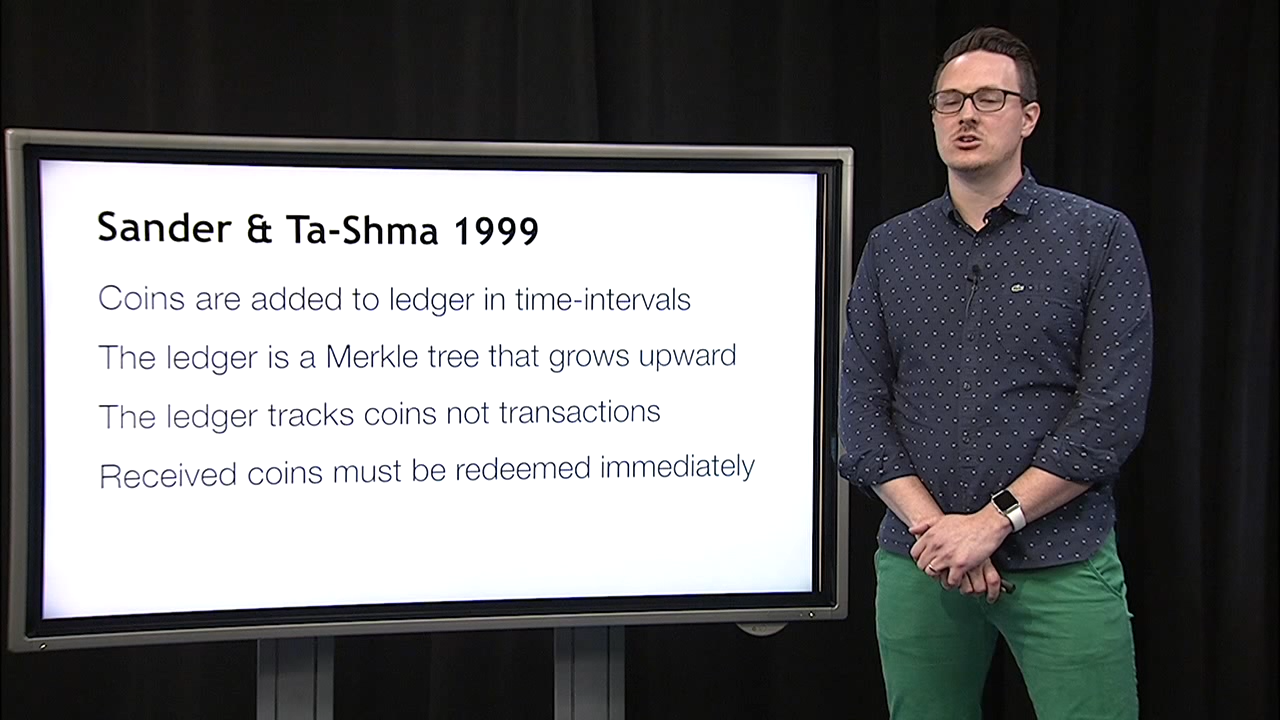 Sander & Ta-Shma 1999
Coins are added to ledger in time-intervals
The ledger is a Merkle tree that grows upward
The ledger tracks coins not transactions
Received coins must be redeemed immediately